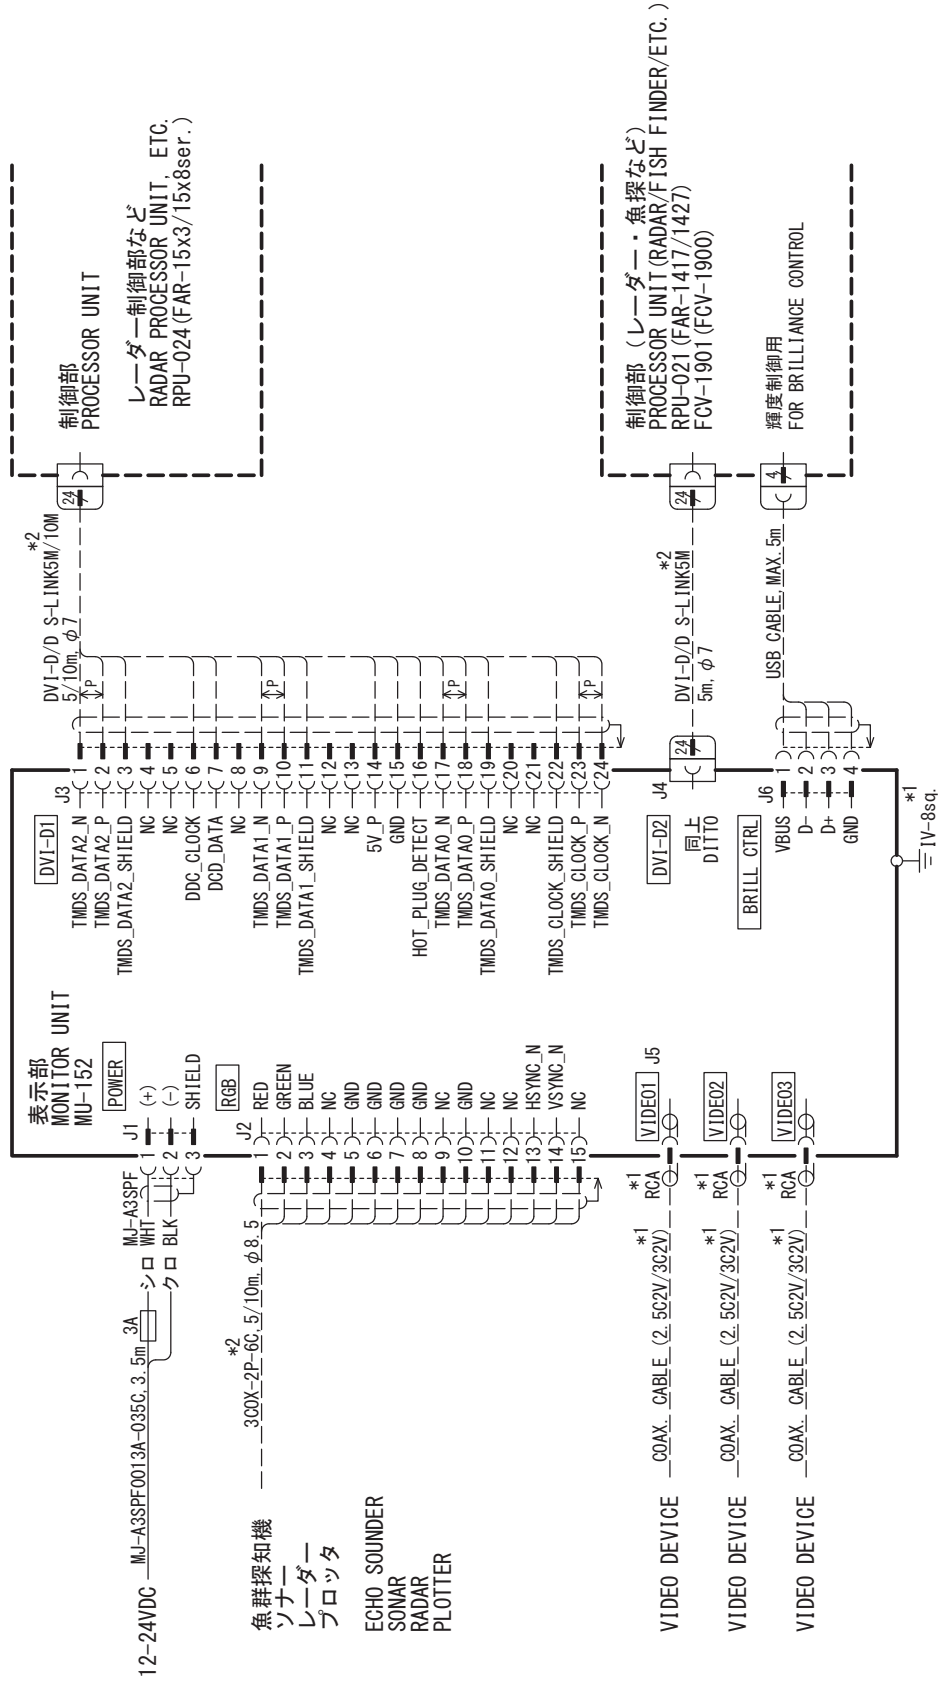 表示部
MONITOR UNIT
MU-152
12-24VDC
MJ-A3SPF0013A-035C, 3.5m
3A
シロ WHT
クロ BLK
MJ-A3SPF
J1
POWER
1 (+)
2 (-)
3 SHIELD
魚群探知機
ソナー
レーダー
プロッタ
ECHO SOUNDER
SONAR
RADAR
PLOTTER
*2
3COX-2P-6C, 5/10m, φ8.5
J2
RGB
1 RED
2 GREEN
3 BLUE
4 NC
5 GND
6 GND
7 GND
8 GND
9 NC
10 GND
11 NC
12 NC
13 HSYNC_N
14 VSYNC_N
15 NC
VIDEO DEVICE
COAX. CABLE (2.5C2V/3C2V)
*1
*1
RCA
VIDEO1
J5
VIDEO DEVICE
COAX. CABLE (2.5C2V/3C2V)
*1
*1
RCA
VIDEO2
VIDEO DEVICE
COAX. CABLE (2.5C2V/3C2V)
*1
*1
RCA
VIDEO3
DVI-D1
J3
TMDS_DATA2_N 1
TMDS_DATA2_P 2
TMDS_DATA2_SHIELD 3
NC 4
NC 5
DDC_CLOCK 6
DCD_DATA 7
NC 8
TMDS_DATA1_N 9
TMDS_DATA1_P 10
TMDS_DATA1_SHIELD 11
NC 12
NC 13
5V_P 14
GND 15
HOT_PLUG_DETECT 16
TMDS_DATA0_N 17
TMDS_DATA0_P 18
TMDS_DATA0_SHIELD 19
NC 20
NC 21
TMDS_CLOCK_SHIELD 22
TMDS_CLOCK_P 23
TMDS_CLOCK_N 24
P
P
P
P
*2
DVI-D/D S-LINK5M/10M
5/10m, φ7
24
制御部
PROCESSOR UNIT
レーダー制御部など
RADAR PROCESSOR UNIT, ETC.
RPU-024(FAR-15x3/15x8ser.)
DVI-D2
J4
同上
DITTO
24
*2
DVI-D/D S-LINK5M
5m, φ7
24
制御部 (レーダー・魚探など)
PROCESSOR UNIT(RADAR/FISH FINDER/ETC.)
RPU-021(FAR-1417/1427)
FCV-1901(FCV-1900)
BRILL CTRL
J6
VBUS 1
D- 2
D+ 3
GND 4
USB CABLE, MAX. 5m
4
輝度制御用
FOR BRILLIANCE CONTROL
*1
IV-8sq.